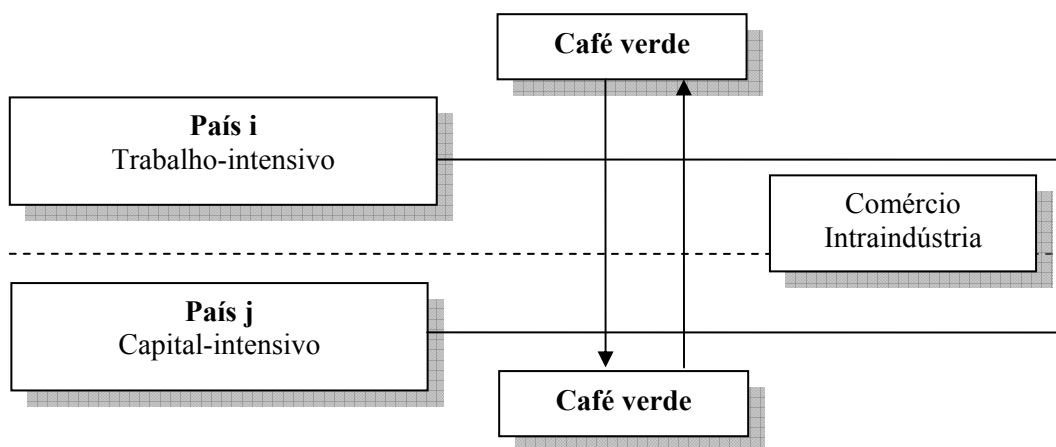 Café verde
País i
Trabalho-intensivo
Comércio
Intraindústria
País j
Capital-intensivo
Café verde